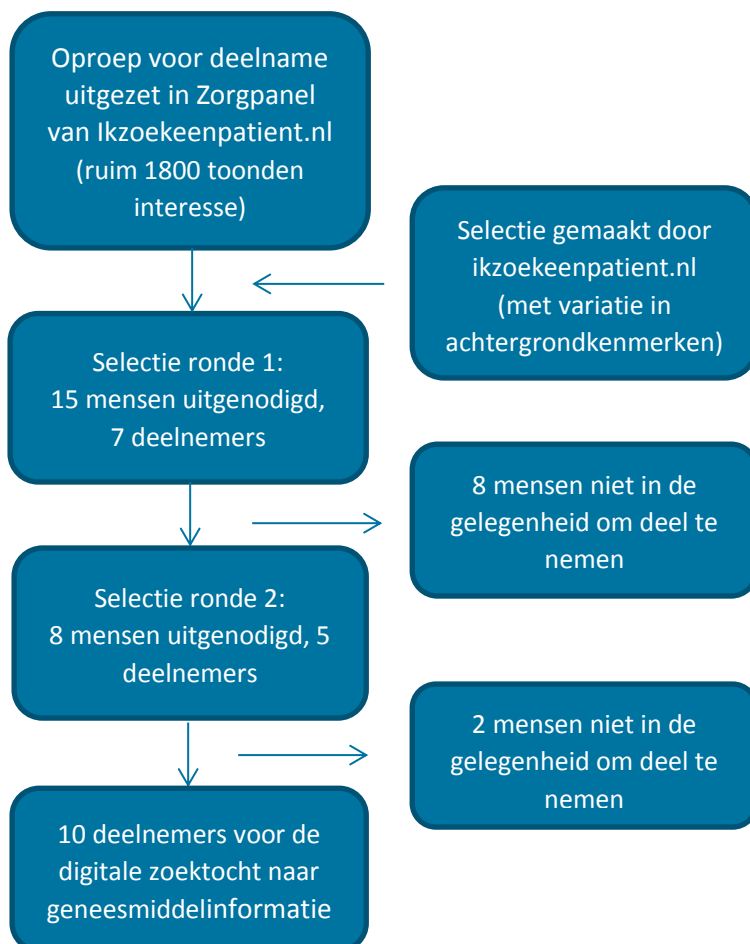 Oproep voor deelname
uitgezet in Zorgpanel
van Ikzoekeenpatient.nl
(ruim 1800 toonden
interesse)
Selectie gemaakt door
ikzoekeenpatient.nl
(met variatie in
achtergrondkenmerken)
Selectie ronde 1:
15 mensen uitgenodigd,
7 deelnemers
8 mensen niet in de
gelegenheid om deel te
nemen
Selectie ronde 2:
8 mensen uitgenodigd, 5
deelnemers
2 mensen niet in de
gelegenheid om deel te
nemen
10 deelnemers voor de
digitale zoektocht naar
geneesmiddelinformatie